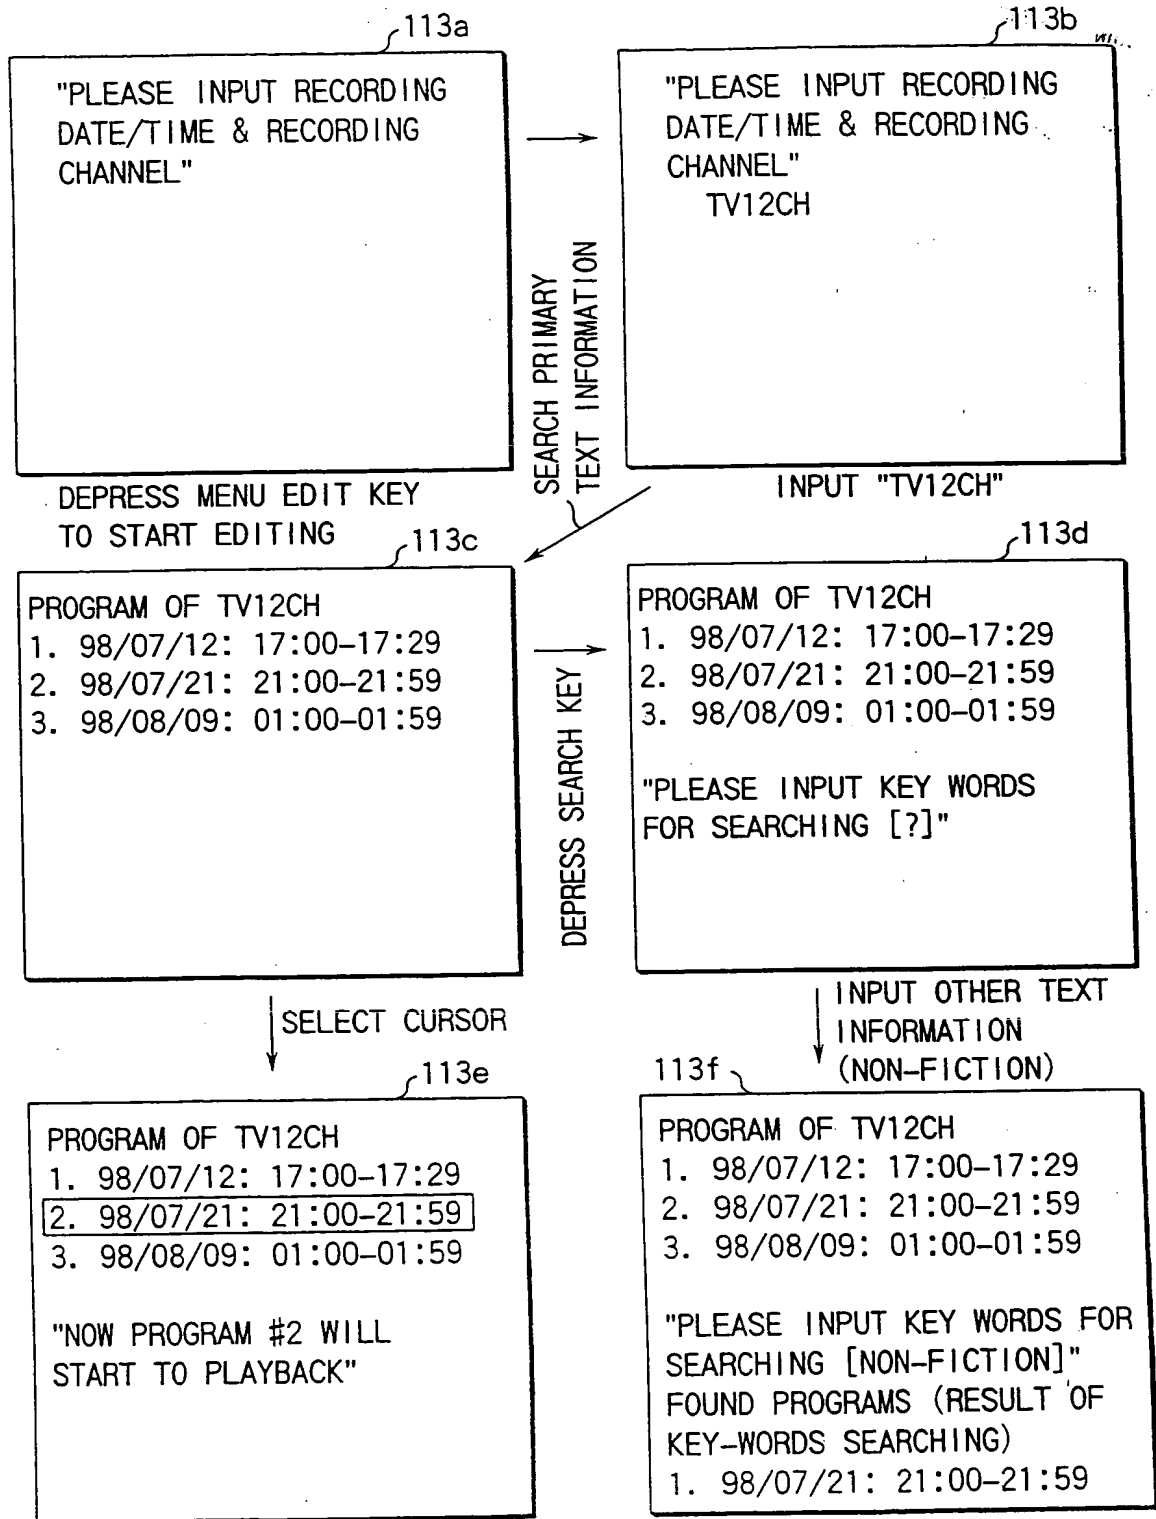 113a
"PLEASE INPUT RECORDING
DATE/TIME & RECORDING
CHANNEL"
DEPRESS MENU EDIT KEY
TO START EDITING
113b
"PLEASE INPUT RECORDING
DATE/TIME & RECORDING
CHANNEL"
TV12CH
INPUT "TV12CH"
SEARCH PRIMARY
TEXT INFORMATION
113c
PROGRAM OF TV12CH
1. 98/07/12: 17:00-17:29
2. 98/07/21: 21:00-21:59
3. 98/08/09: 01:00-01:59
DEPRESS SEARCH KEY
113d
PROGRAM OF TV12CH
1. 98/07/12: 17:00-17:29
2. 98/07/21: 21:00-21:59
3. 98/08/09: 01:00-01:59
"PLEASE INPUT KEY WORDS
FOR SEARCHING [?]"
SELECT CURSOR
INPUT OTHER TEXT
INFORMATION
(NON-FICTION)
113e
PROGRAM OF TV12CH
1. 98/07/12: 17:00-17:29
2. 98/07/21: 21:00-21:59
3. 98/08/09: 01:00-01:59
"NOW PROGRAM #2 WILL
START TO PLAYBACK"
113f
PROGRAM OF TV12CH
1. 98/07/12: 17:00-17:29
2. 98/07/21: 21:00-21:59
3. 98/08/09: 01:00-01:59
"PLEASE INPUT KEY WORDS FOR
SEARCHING [NON-FICTION]"
FOUND PROGRAMS (RESULT OF
KEY-WORDS SEARCHING)
1. 98/07/21: 21:00-21:59